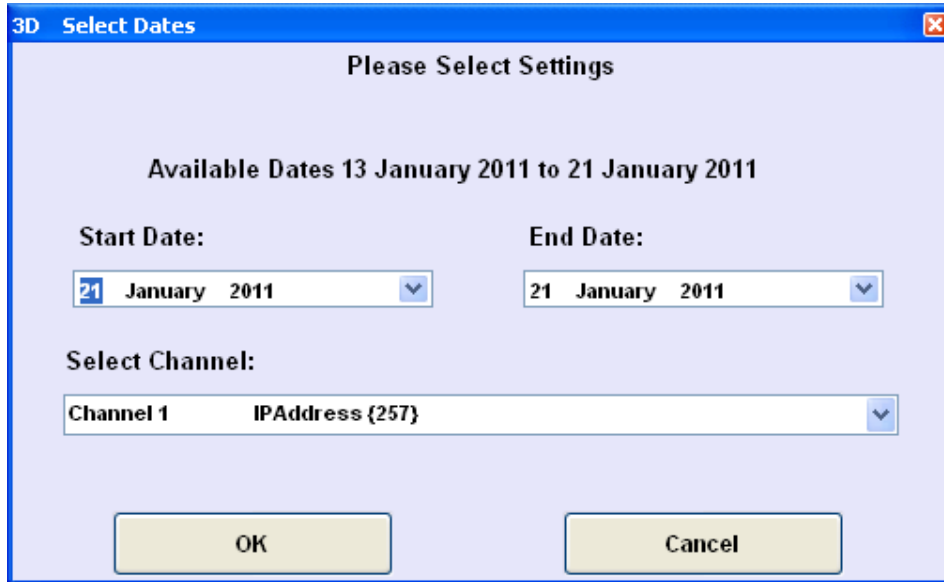 3D Select Dates
Please Select Settings
Available Dates 13 January 2011 to 21 January 2011
Start Date: End Date:
21 January 2011 21 January 2011
Select Channel:
Channel 1 IPAddress {257}
OK Cancel